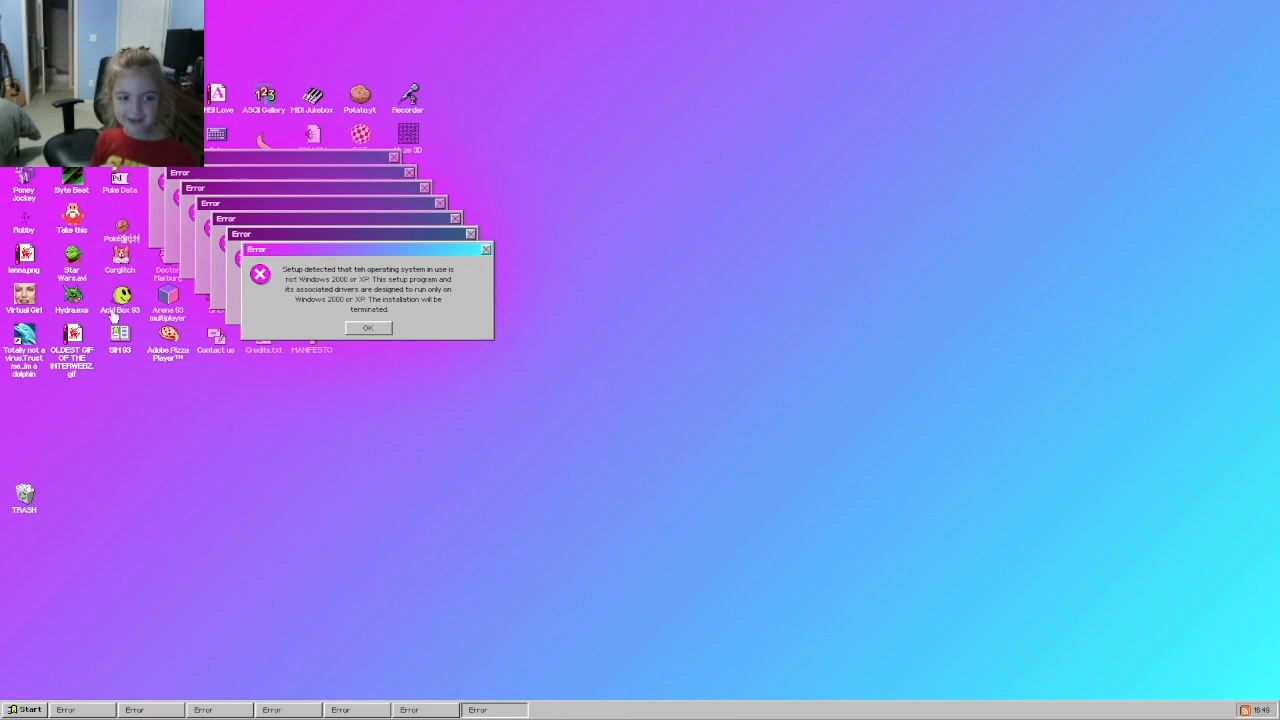 ASCII Gallery
MIDI Jukebox
Potato.yt
Recorder
Error
Error
Error
Error
Error
Error
Setup detected that teh operating system in use is
not Windows 2000 or XP. This setup program and
its associated drivers are designed to run only on
Windows 2000 or XP. The installation will be
terminated.
OK
Poney
Jockey
Byte Beat
Puke Data
Robby
Take this
lenna.png
Star
Wars.avi
Corglitch
Doctor
Marburg
Virtual Girl
Hydra.exe
Acid Box 93
Arena 93
multiplayer
Totally not a
virus.Trust
me..im a
dolphin
OLDEST GIF
OF THE
INTERWEBZ.
gif
SIM 93
Adobe Pizza
Player™
Contact us
Credits.txt
MANIFESTO
TRASH
Start
Error
Error
Error
Error
Error
Error
Error